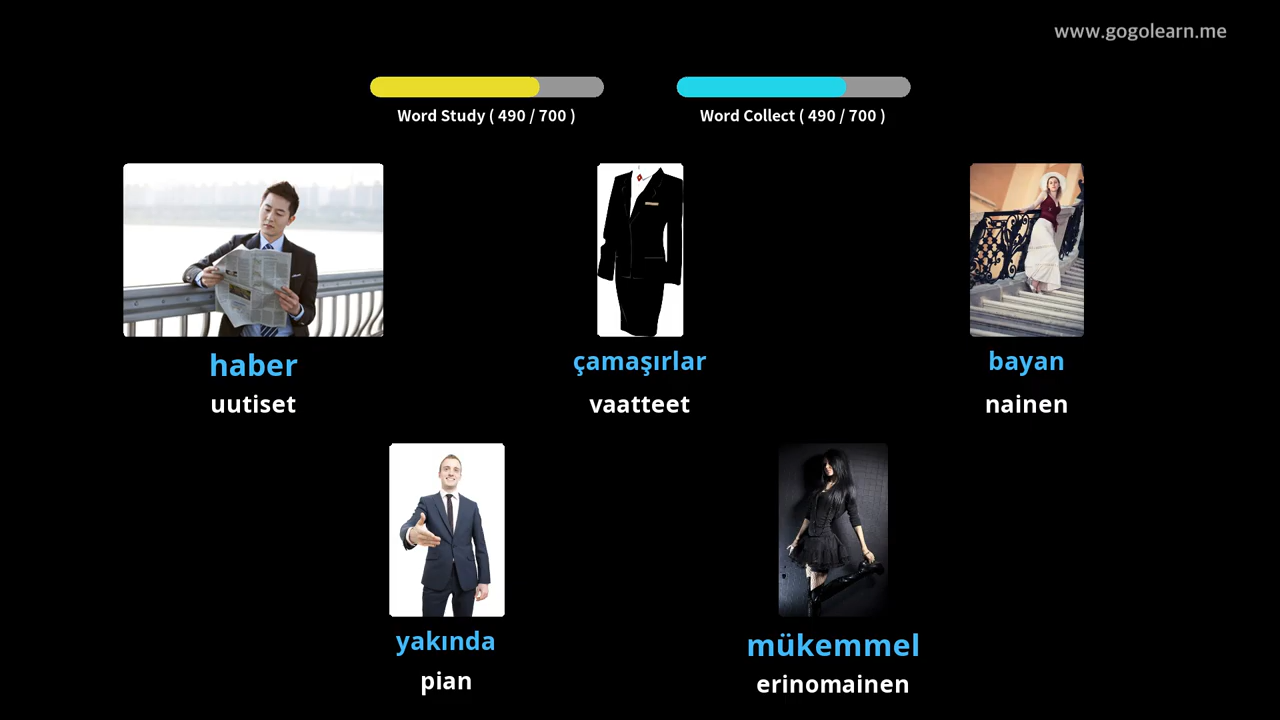 www.gogolearn.me
Word Study ( 490 / 700 )
Word Collect ( 490 / 700 )
haber
uutiset
çamaşırlar
vaatteet
bayan
nainen
yakında
pian
mükemmel
erinomainen